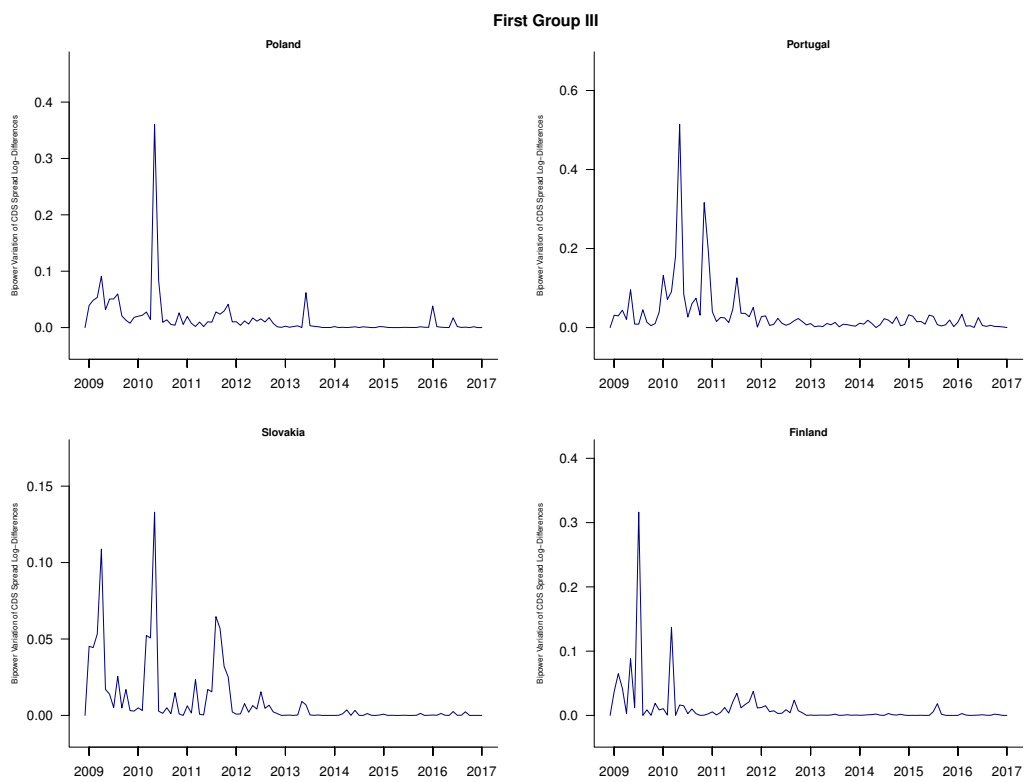 First Group III
Poland
Bipower Variation of CDS Spread Log−Differences
0.4
0.3
0.2
0.1
0.0
2009 2010 2011 2012 2013 2014 2015 2016 2017
Portugal
Bipower Variation of CDS Spread Log−Differences
0.6
0.4
0.2
0.0
2009 2010 2011 2012 2013 2014 2015 2016 2017
Slovakia
Bipower Variation of CDS Spread Log−Differences
0.15
0.10
0.05
0.00
2009 2010 2011 2012 2013 2014 2015 2016 2017
Finland
Bipower Variation of CDS Spread Log−Differences
0.4
0.3
0.2
0.1
0.0
2009 2010 2011 2012 2013 2014 2015 2016 2017